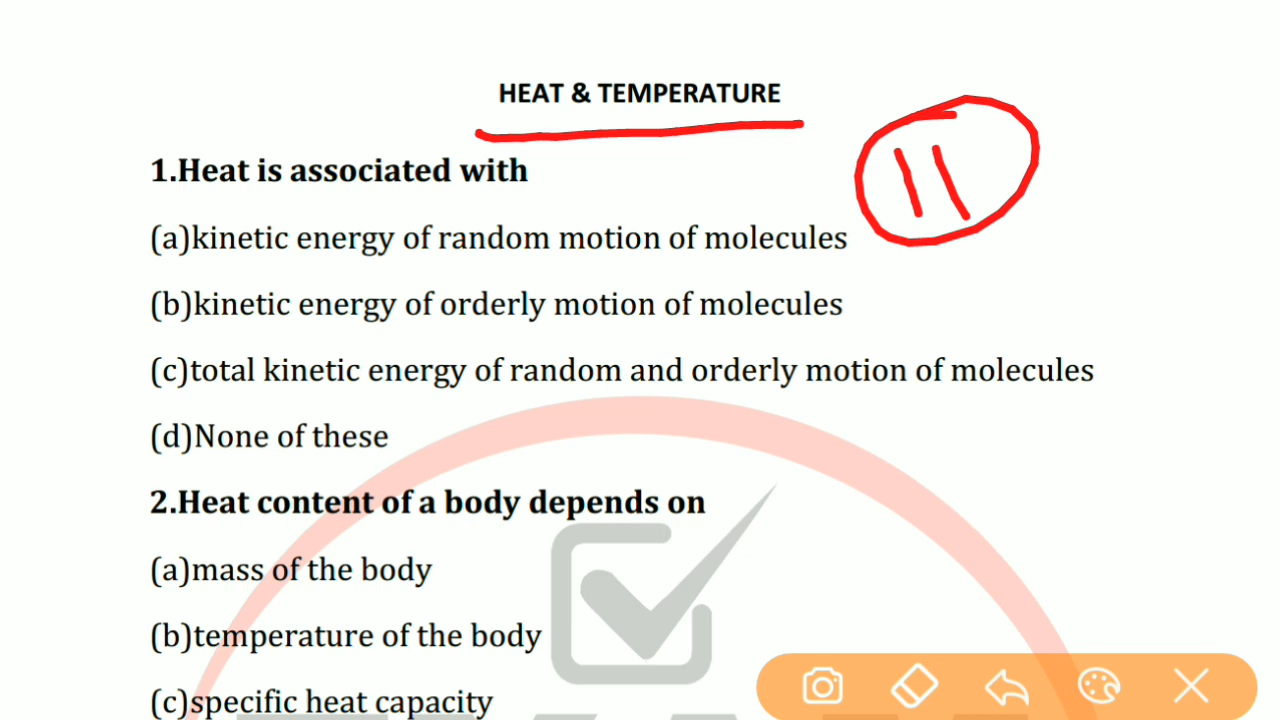 HEAT & TEMPERATURE
11
1.Heat is associated with
(a)kinetic energy of random motion of molecules
(b)kinetic energy of orderly motion of molecules
(c)total kinetic energy of random and orderly motion of molecules
(d)None of these
2.Heat content of a body depends on
(a)mass of the body
(b)temperature of the body
(c)specific heat capacity